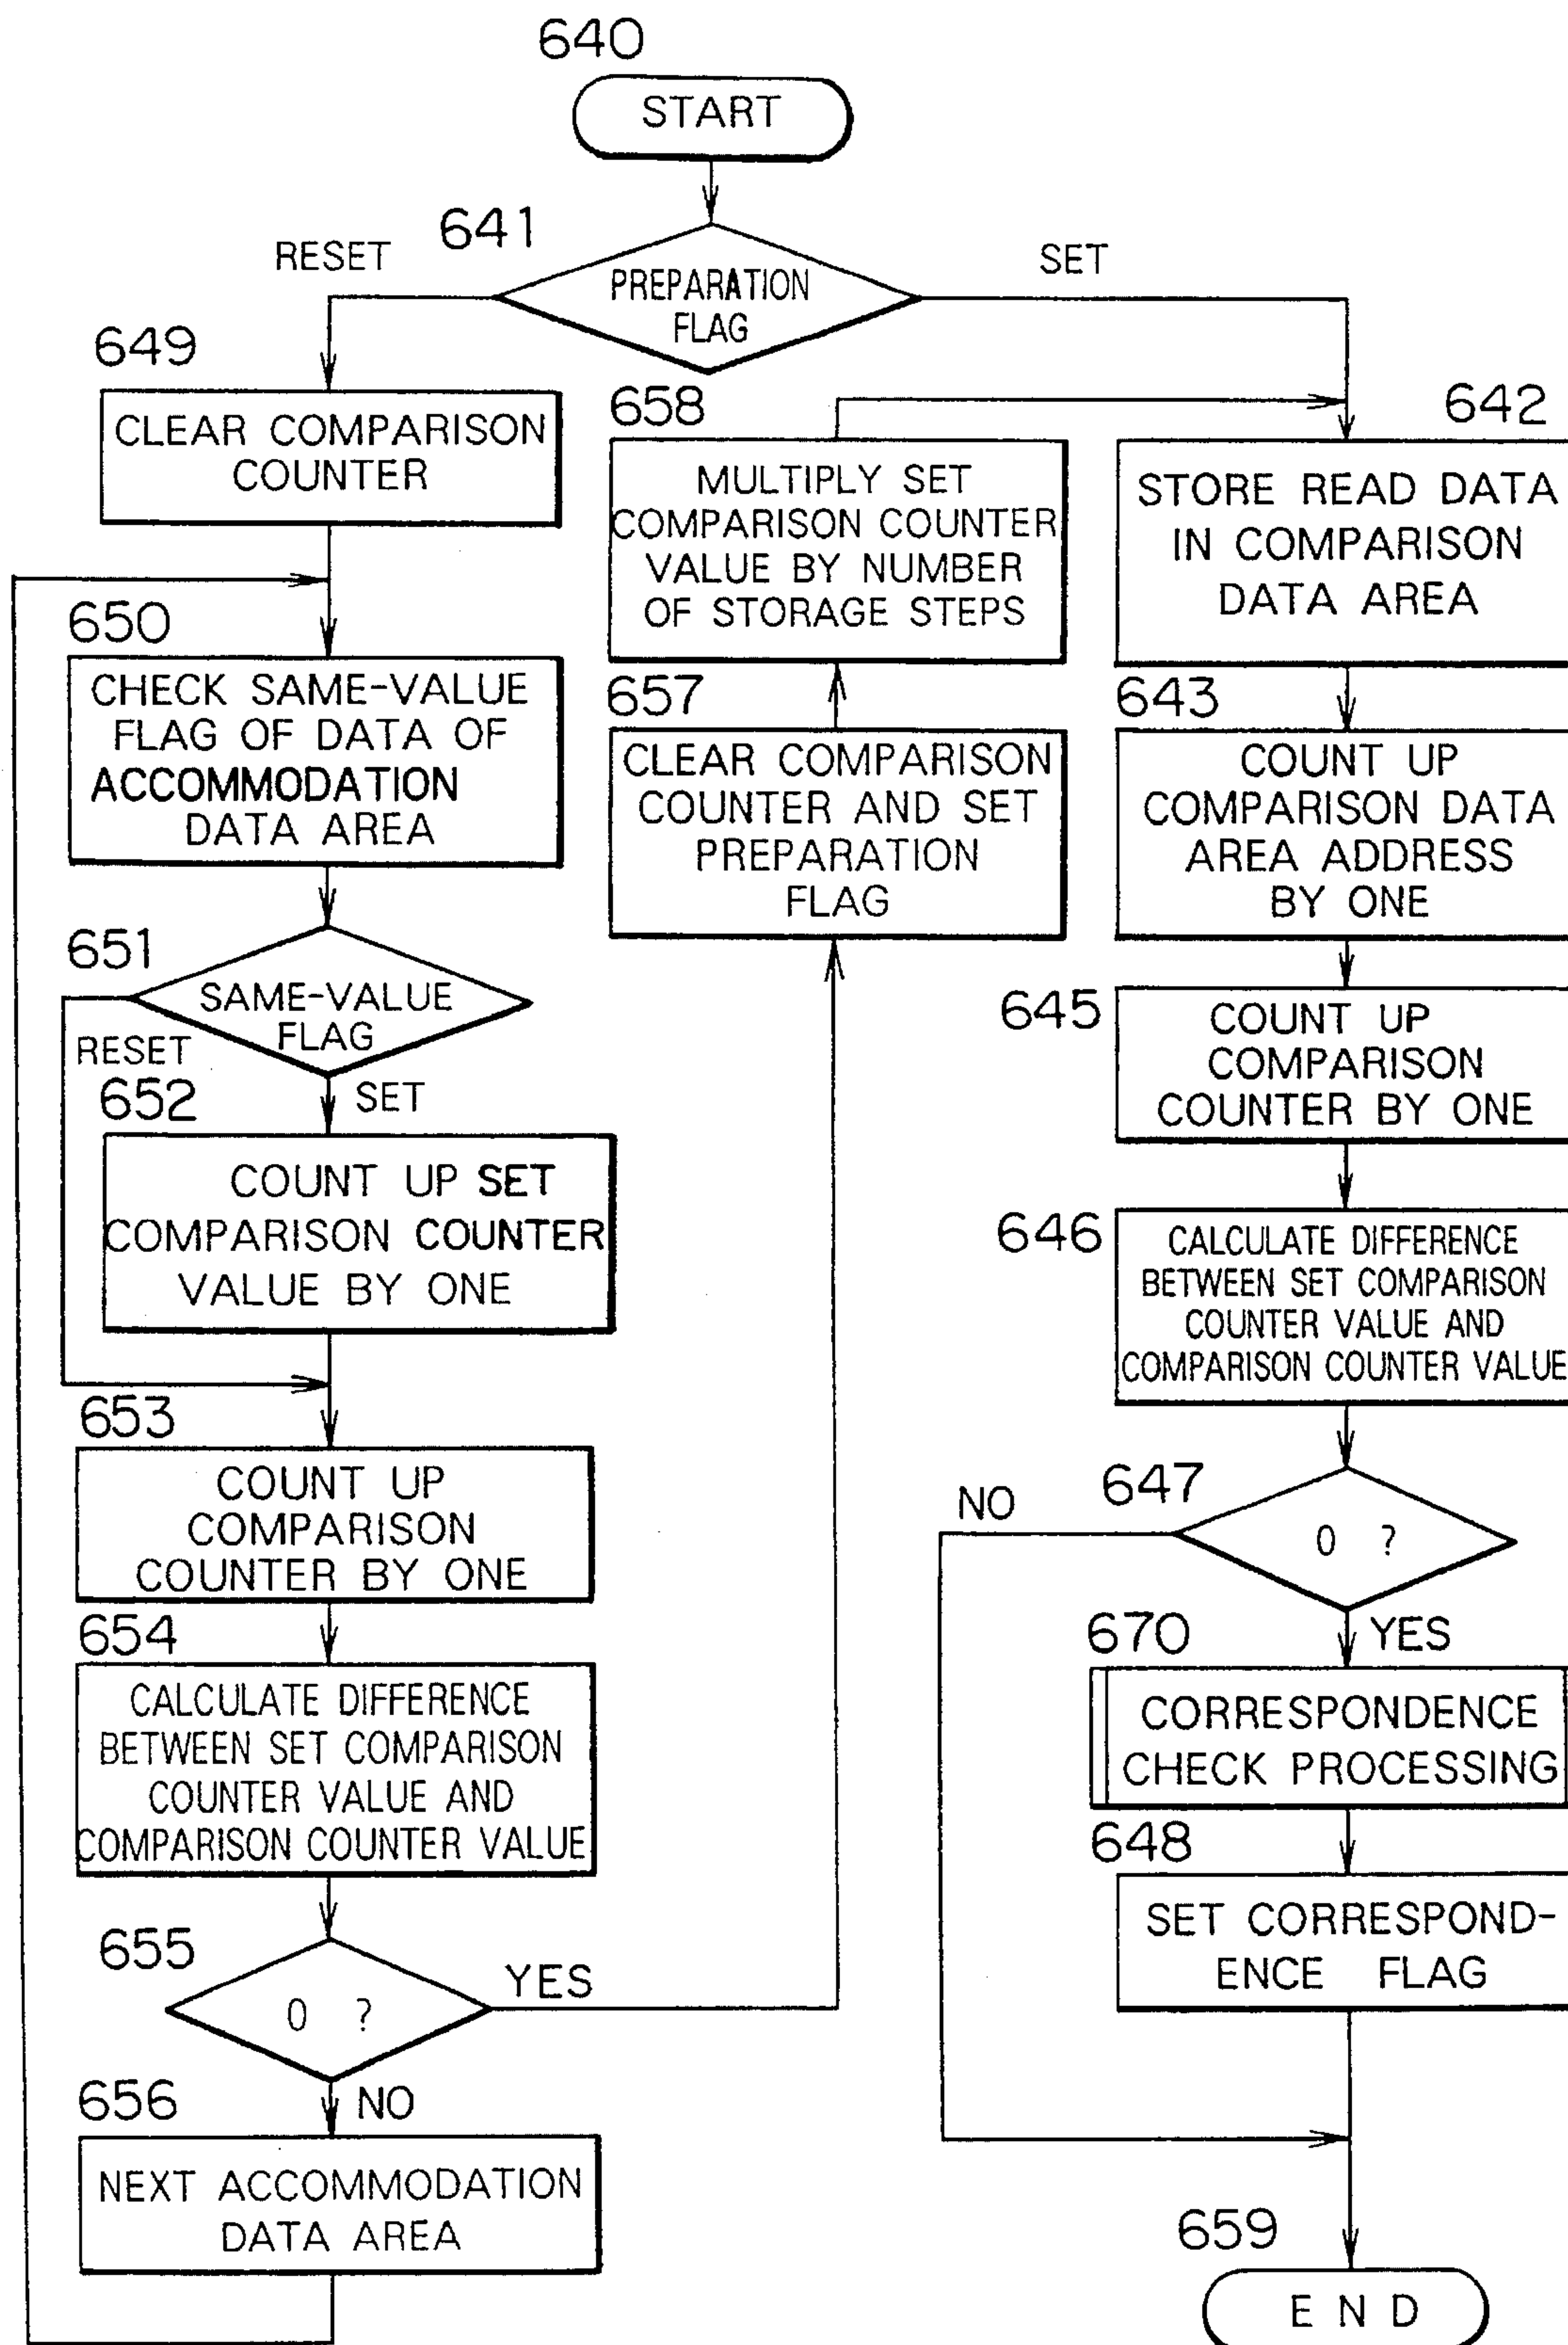 640
START
641
RESET
SET
PREPARATION
FLAG
649
CLEAR COMPARISON
COUNTER
650
CHECK SAME-VALUE
FLAG OF DATA OF
ACCOMMODATION
DATA AREA
651
SAME-VALUE
FLAG
RESET
SET
652
COUNT UP SET
COMPARISON COUNTER
VALUE BY ONE
653
COUNT UP
COMPARISON
COUNTER BY ONE
654
CALCULATE DIFFERENCE
BETWEEN SET COMPARISON
COUNTER VALUE AND
COMPARISON COUNTER VALUE
655
0 ?
YES
NO
656
NEXT ACCOMMODATION
DATA AREA
658
MULTIPLY SET
COMPARISON COUNTER
VALUE BY NUMBER
OF STORAGE STEPS
657
CLEAR COMPARISON
COUNTER AND SET
PREPARATION
FLAG
642
STORE READ DATA
IN COMPARISON
DATA AREA
643
COUNT UP
COMPARISON DATA
AREA ADDRESS
BY ONE
645
COUNT UP
COMPARISON
COUNTER BY ONE
646
CALCULATE DIFFERENCE
BETWEEN SET COMPARISON
COUNTER VALUE AND
COMPARISON COUNTER VALUE
647
NO
0 ?
YES
670
CORRESPONDENCE
CHECK PROCESSING
648
SET CORRESPOND-
ENCE FLAG
659
END